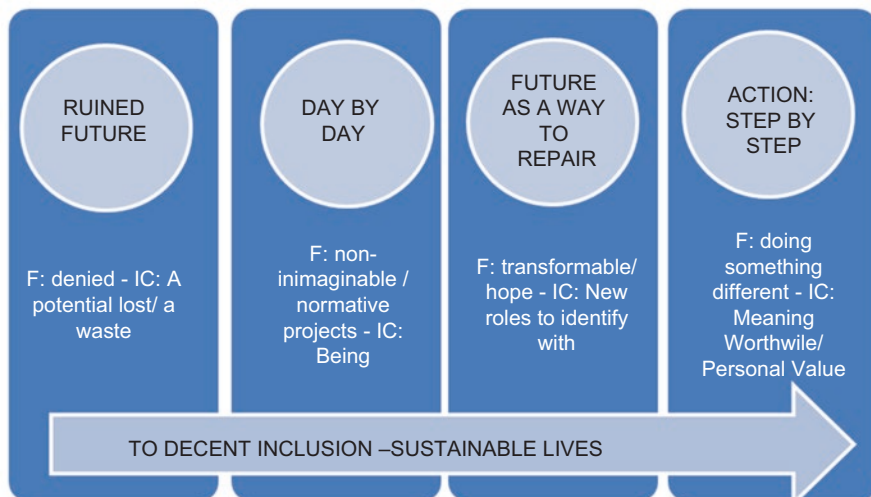 RUINED
FUTURE
F: denied - IC: A
potential lost/ a
waste
DAY BY
DAY
F: non-
inimaginable /
normative
projects - IC:
Being
FUTURE
AS A WAY
TO
REPAIR
F: transformable/
hope - IC: New
roles to identify
with
ACTION:
STEP BY
STEP
F: doing
something
different - IC:
Meaning
Worthwile/
Personal Value
TO DECENT INCLUSION –SUSTAINABLE LIVES